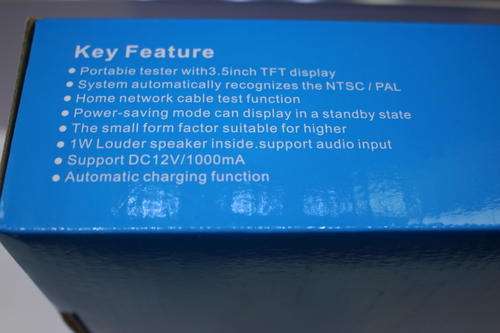 Key Feature
● Portable tester with3.5inch TFT display
● System automatically recognizes the NTSC / PAL
● Home network cable test function
● Power-saving mode can display in a standby state
● The small form factor suitable for higher
● 1W Louder speaker inside.support audio input
● Support DC12V/1000mA
● Automatic charging function